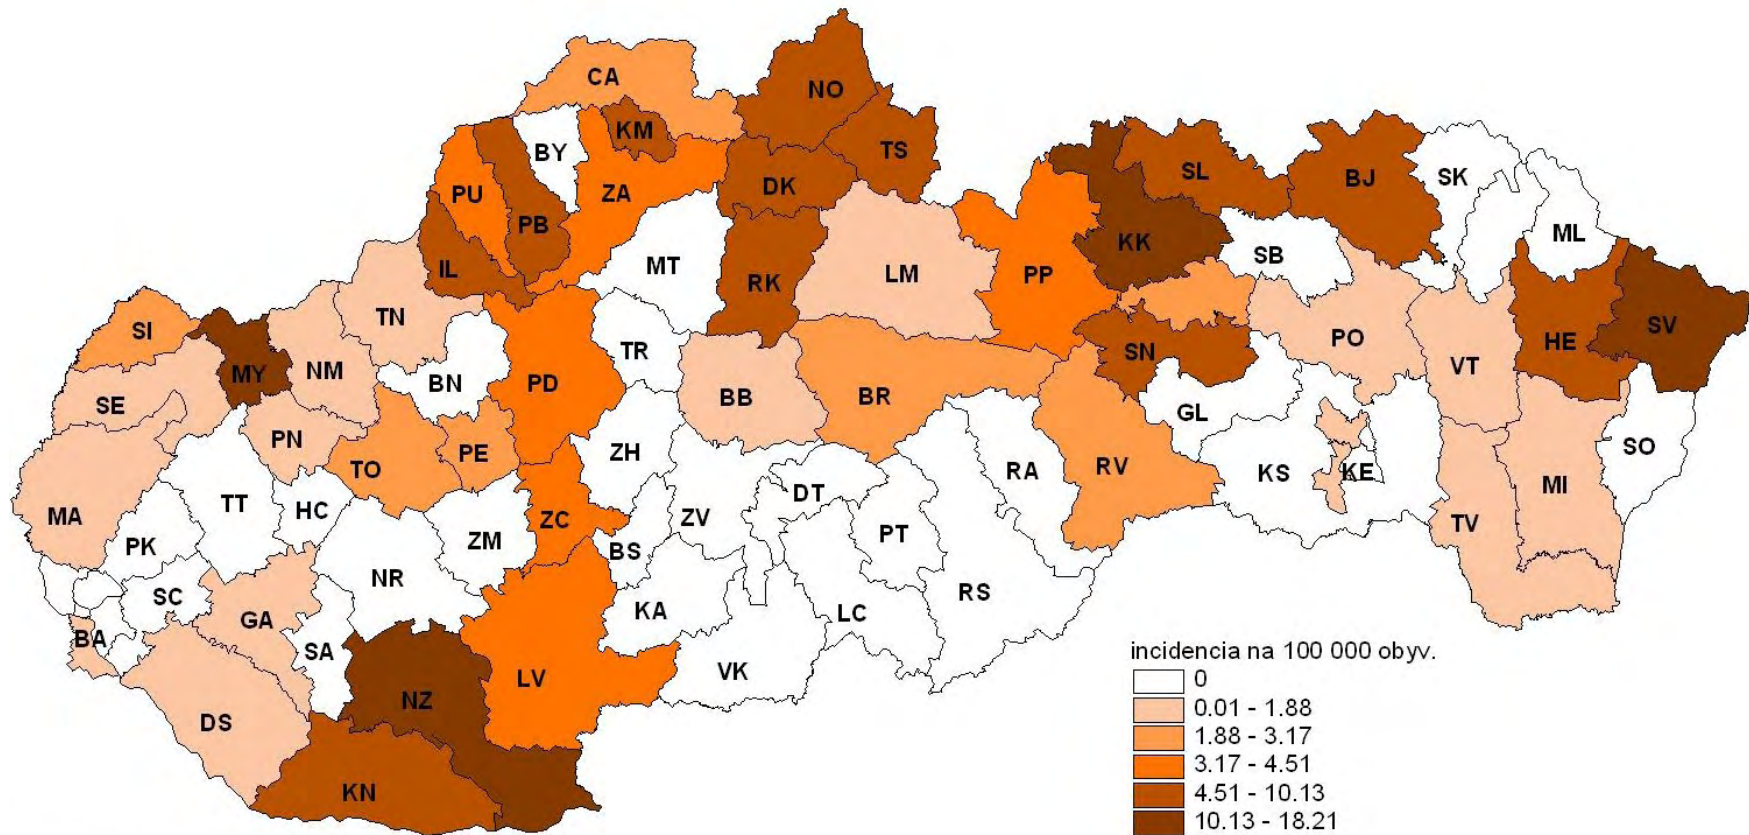 CA
NO
KM
BY
TS
SL
BJ
SK
PU
ZA
DK
PB
KK
ML
IL
MT
RK
LM
PP
SB
SI
TN
MY
NM
TR
SN
PO
HE
SV
BN
PD
VT
SE
BB
BR
GL
PN
TO
PE
ZH
RA
RV
KS
KE
SO
MA
TT
HC
DT
MI
PK
ZM
ZC
ZV
PT
TV
BS
NR
SC
RS
GA
KA
LC
BA
SA
LV
VK
NZ
DS
KN
incidencia na 100 000 obyv.
0
0.01 - 1.88
1.88 - 3.17
3.17 - 4.51
4.51 - 10.13
10.13 - 18.21